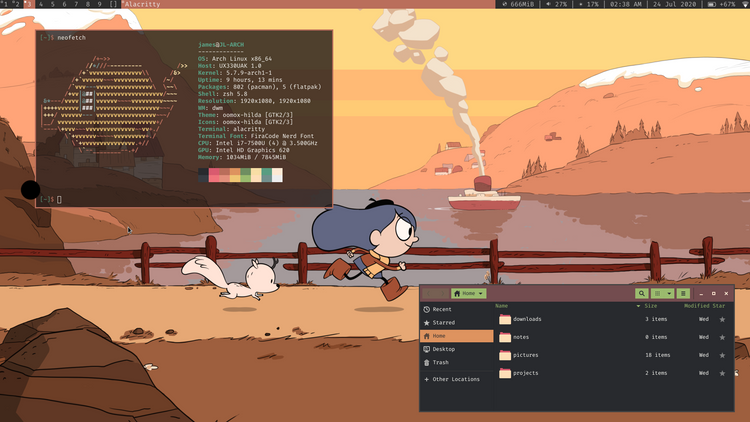 1 2 3 4 5 6 7 8 9 [] Alacritty
666MiB 27% +17% 02:38 AM 24 Jul 2020 +67%
[~]$ neofetch
OS: Arch Linux x86_64
Host: UX330UAK 1.0
Kernel: 5.7.9-arch1-1
Uptime: 9 hours, 13 mins
Packages: 802 (pacman), 5 (flatpak)
Shell: zsh 5.8
Resolution: 1920x1080, 1920x1080
WM: dwm
Theme: oomox-hilda [GTK2/3]
Icons: oomox-hilda [GTK2/3]
Terminal: alacritty
Terminal Font: FiraCode Nerd Font
CPU: Intel i7-7500U (4) @ 3.500GHz
GPU: Intel HD Graphics 620
Memory: 1034MiB / 7845MiB
[~]$
Home
Recent
Starred
Home
Desktop
Trash
+ Other Locations
Name Size Modified Star
downloads 3 items Wed
notes 0 items Wed
pictures 18 items Wed
projects 2 items Wed